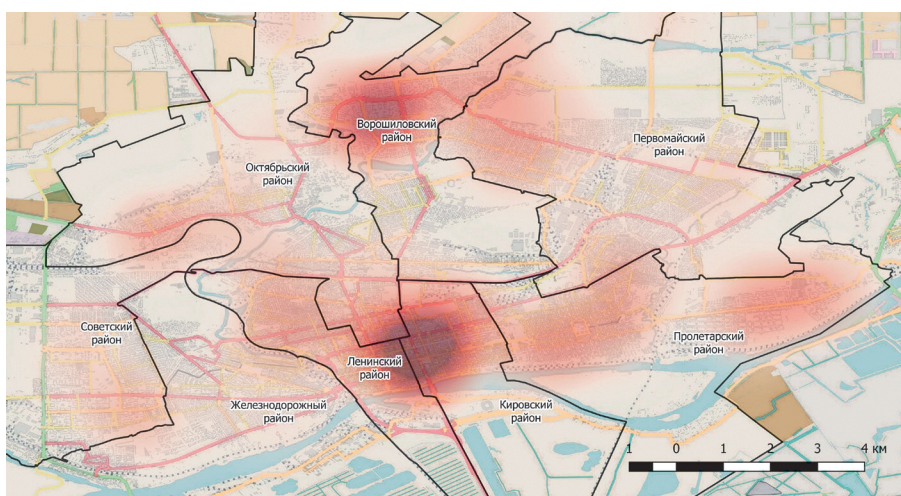 Ворошиловский
район
Первомайский
район
Октябрьский
район
Советский
район
Ленинский
район
Пролетарский
район
Железнодорожный
район
Кировский
район
1 0 1 2 3 4 км